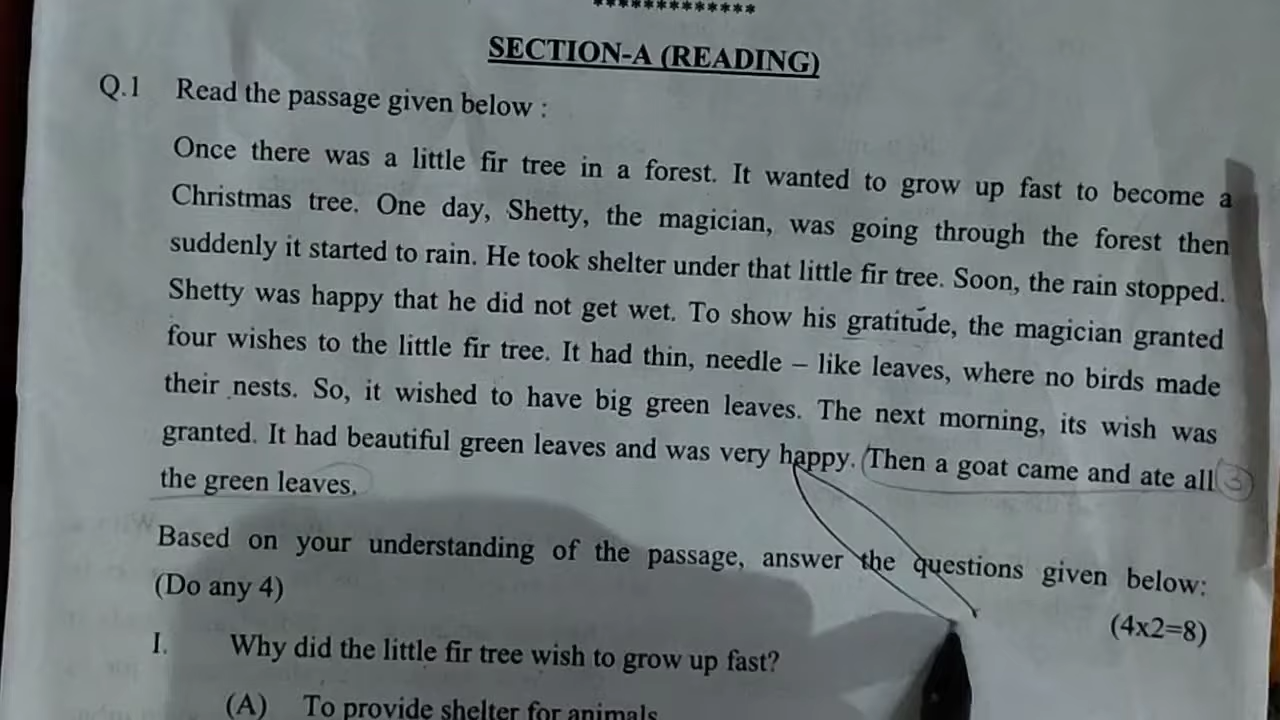 *************
SECTION-A (READING)
Q.1 Read the passage given below :
Once there was a little fir tree in a forest. It wanted to grow up fast to become a
Christmas tree. One day, Shetty, the magician, was going through the forest then
suddenly it started to rain. He took shelter under that little fir tree. Soon, the rain stopped.
Shetty was happy that he did not get wet. To show his gratitude, the magician granted
four wishes to the little fir tree. It had thin, needle – like leaves, where no birds made
their nests. So, it wished to have big green leaves. The next morning, its wish was
granted. It had beautiful green leaves and was very happy. Then a goat came and ate all 3
the green leaves.
Based on your understanding of the passage, answer the questions given below:
(Do any 4)
(4x2=8)
I. Why did the little fir tree wish to grow up fast?
(A) To provide shelter for animals